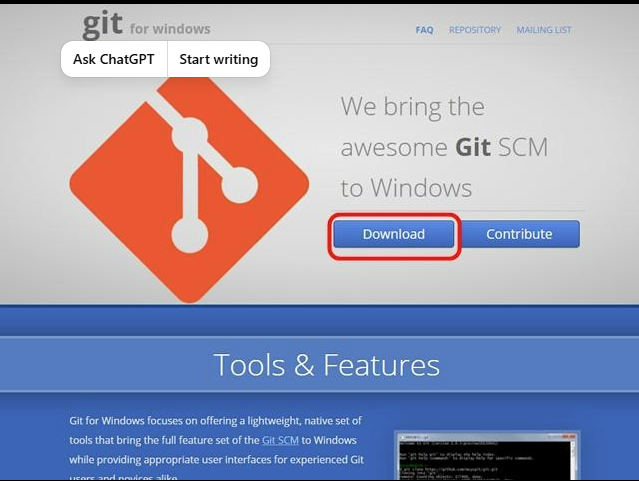 git for windows
FAQ REPOSITORY MAILING LIST
Ask ChatGPT Start writing
We bring the
awesome Git SCM
to Windows
Download Contribute
Tools & Features
Git for Windows focuses on offering a lightweight, native set of
tools that bring the full feature set of the Git SCM to Windows
while providing appropriate user interfaces for experienced Git
users and novices alike.